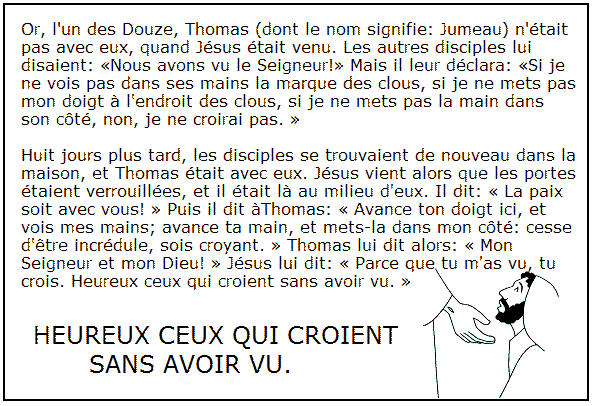 Or, l'un des Douze, Thomas (dont le nom signifie: Jumeau) n'était
pas avec eux, quand Jésus était venu. Les autres disciples lui
disaient: «Nous avons vu le Seigneur!» Mais il leur déclara: «Si je
ne vois pas dans ses mains la marque des clous, si je ne mets pas
mon doigt à l'endroit des clous, si je ne mets pas la main dans
son côté, non, je ne croirai pas. »
Huit jours plus tard, les disciples se trouvaient de nouveau dans la
maison, et Thomas était avec eux. Jésus vient alors que les portes
étaient verrouillées, et il était là au milieu d'eux. Il dit: « La paix
soit avec vous! » Puis il dit àThomas: « Avance ton doigt ici, et
vois mes mains; avance ta main, et mets-la dans mon côté: cesse
d'être incrédule, sois croyant. » Thomas lui dit alors: « Mon
Seigneur et mon Dieu! » Jésus lui dit: « Parce que tu m'as vu, tu
crois. Heureux ceux qui croient sans avoir vu. »
HEUREUX CEUX QUI CROIENT
SANS AVOIR VU.